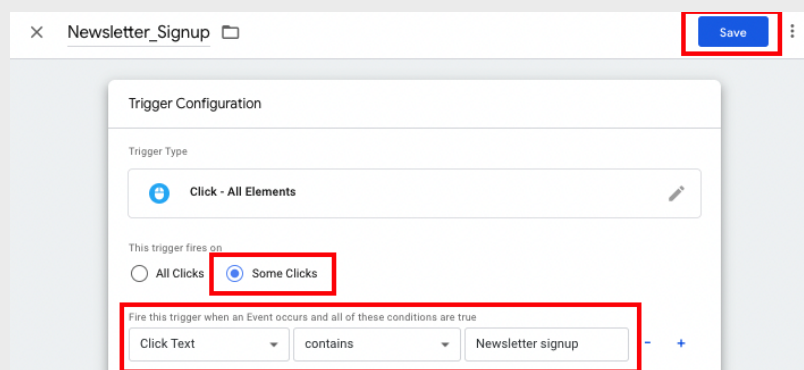 Newsletter_Signup
Save
Trigger Configuration
Trigger Type
Click - All Elements
This trigger fires on
All Clicks Some Clicks
Fire this trigger when an Event occurs and all of these conditions are true
Click Text contains Newsletter signup - +